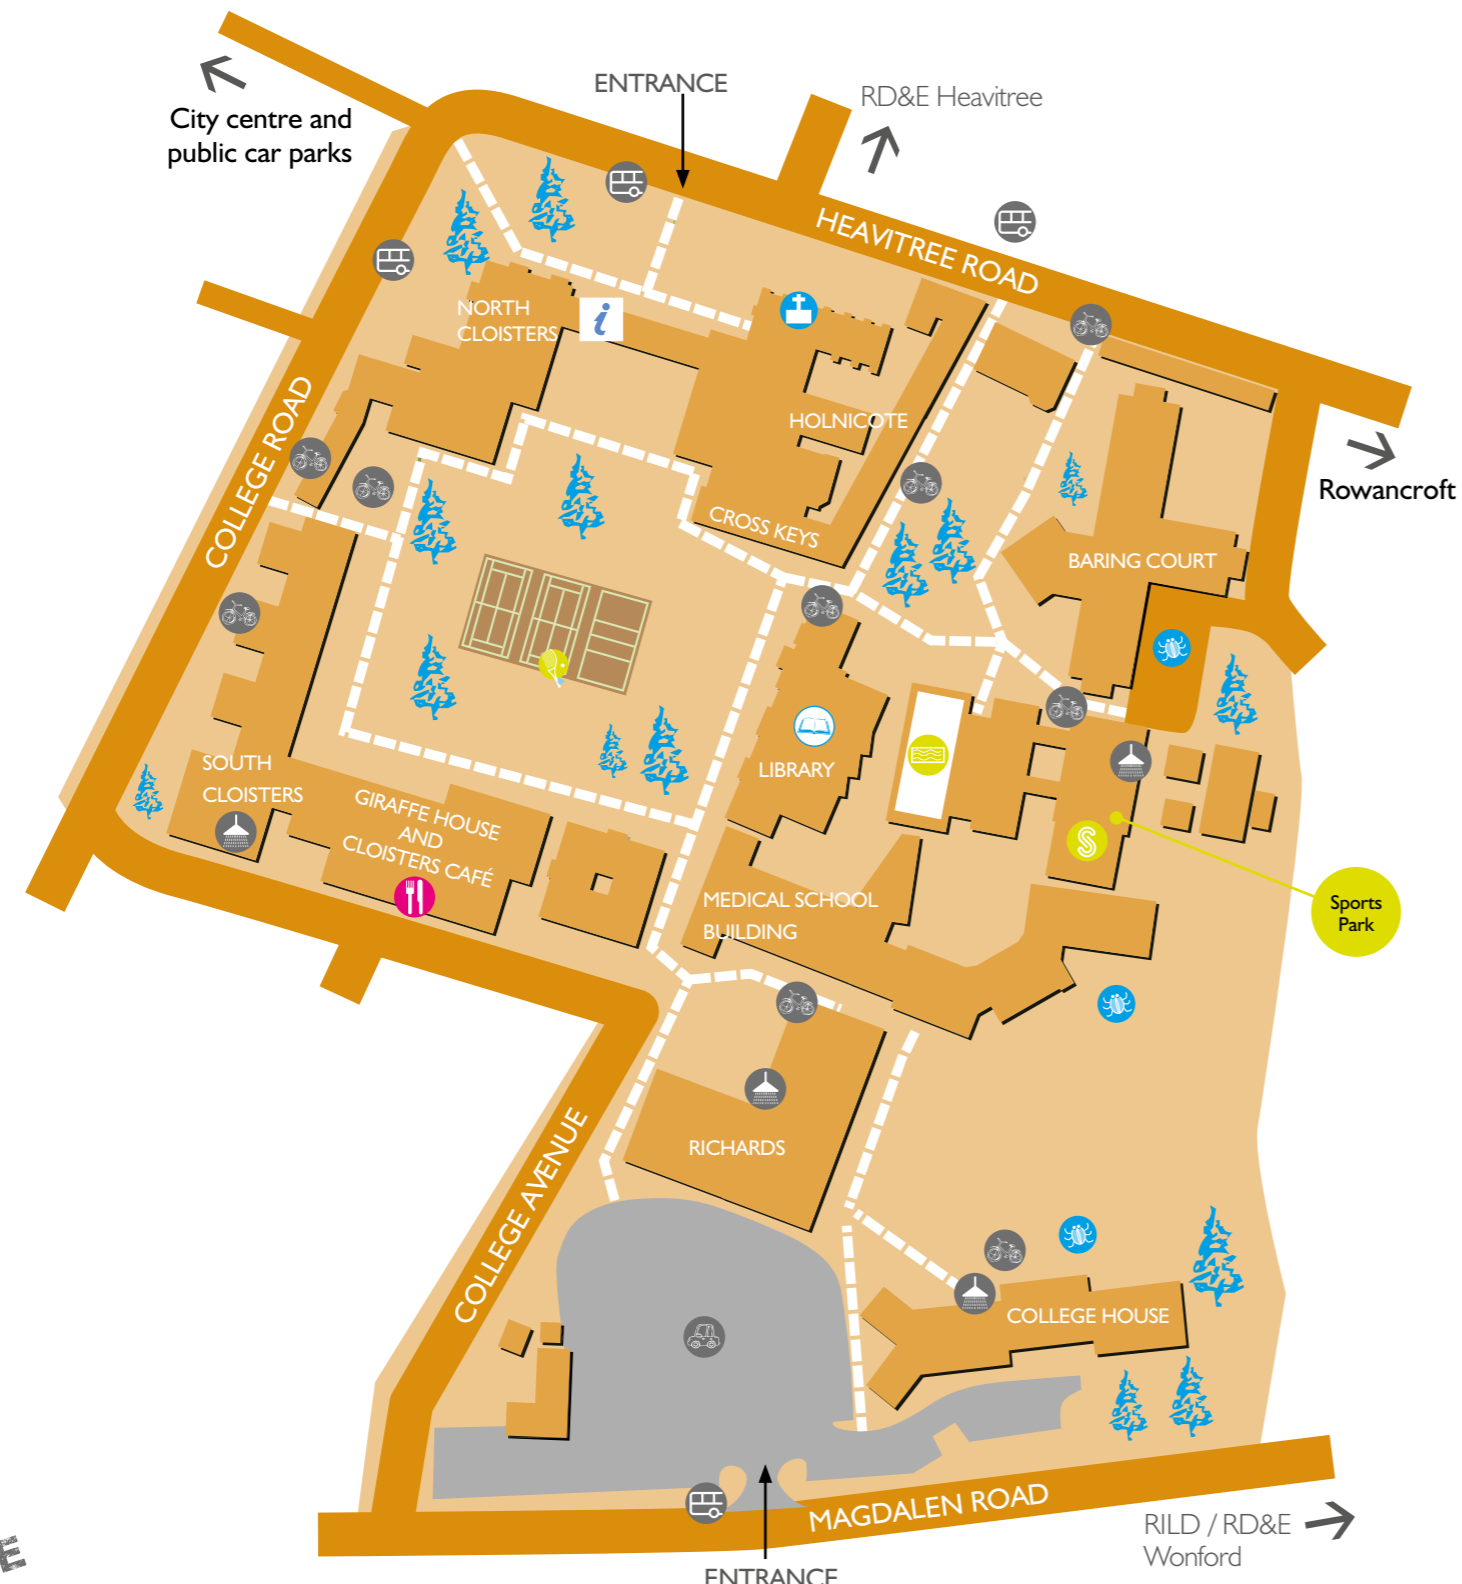 ENTRANCE
RD&E Heavitree
City centre and
public car parks
HEAVITREE ROAD
NORTH
CLOISTERS
i
HOLNICOTE
COLLEGE ROAD
Rowancroft
CROSS KEYS
BARING COURT
SOUTH
CLOISTERS
GIRAFFE HOUSE
AND
CLOISTERS CAFÉ
LIBRARY
S
MEDICAL SCHOOL
BUILDING
Sports
Park
RICHARDS
COLLEGE AVENUE
COLLEGE HOUSE
MAGDALEN ROAD
RILD / RD&E
Wonford
E
ENTRANCE